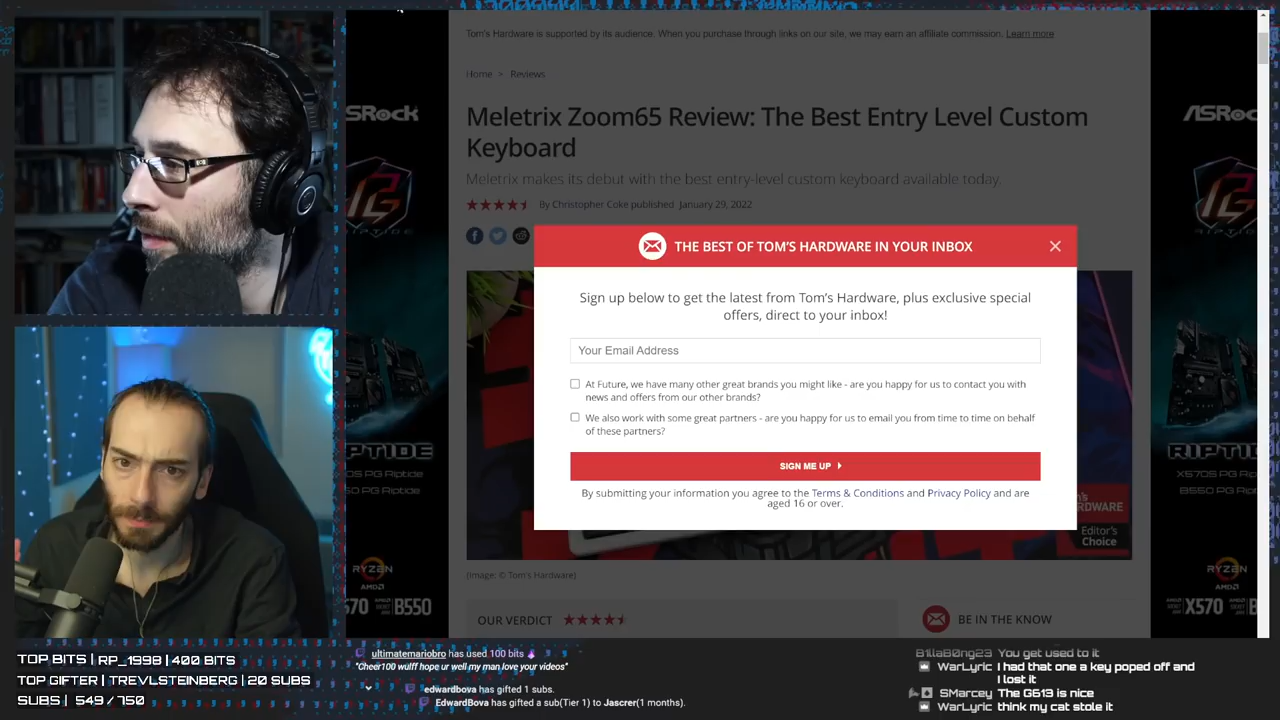 Tom's Hardware is supported by its audience. When you purchase through links on our site, we may earn an affiliate commission. Learn more
Home > Reviews
Meletrix Zoom65 Review: The Best Entry Level Custom
Keyboard
Meletrix makes its debut with the best entry-level custom keyboard available today.
By Christopher Coke published January 29, 2022
THE BEST OF TOM'S HARDWARE IN YOUR INBOX
Sign up below to get the latest from Tom's Hardware, plus exclusive special
offers, direct to your inbox!
Your Email Address
At Future, we have many other great brands you might like - are you happy for us to contact you with
news and offers from our other brands?
We also work with some great partners - are you happy for us to email you from time to time on behalf
of these partners?
SIGN ME UP
By submitting your information you agree to the Terms & Conditions and Privacy Policy and are
aged 16 or over.
Editor's
Choice
(Image: © Tom's Hardware)
OUR VERDICT
BE IN THE KNOW
ASRock
RIPTIDE
X570S PG Riptide
B550 PG Riptide
RYZEN
AMD
X570 B550
TOP BITS | RP_1998 | 400 BITS
TOP GIFTER | TREVLSTEINBERG | 20 SUBS
SUBS | 549 / 750
ultimatemariobro has used 100 bits
"Cheer100 wulff hope ur well my man love your videos"
edwardbova has gifted 1 subs.
EdwardBova has gifted a sub(Tier 1) to Jascrer (1 months).
B1llaB0ng23 You get used to it
WarLyric I had that one a key poped off and
I lost it
SMarcey The G613 is nice
WarLyric think my cat stole it